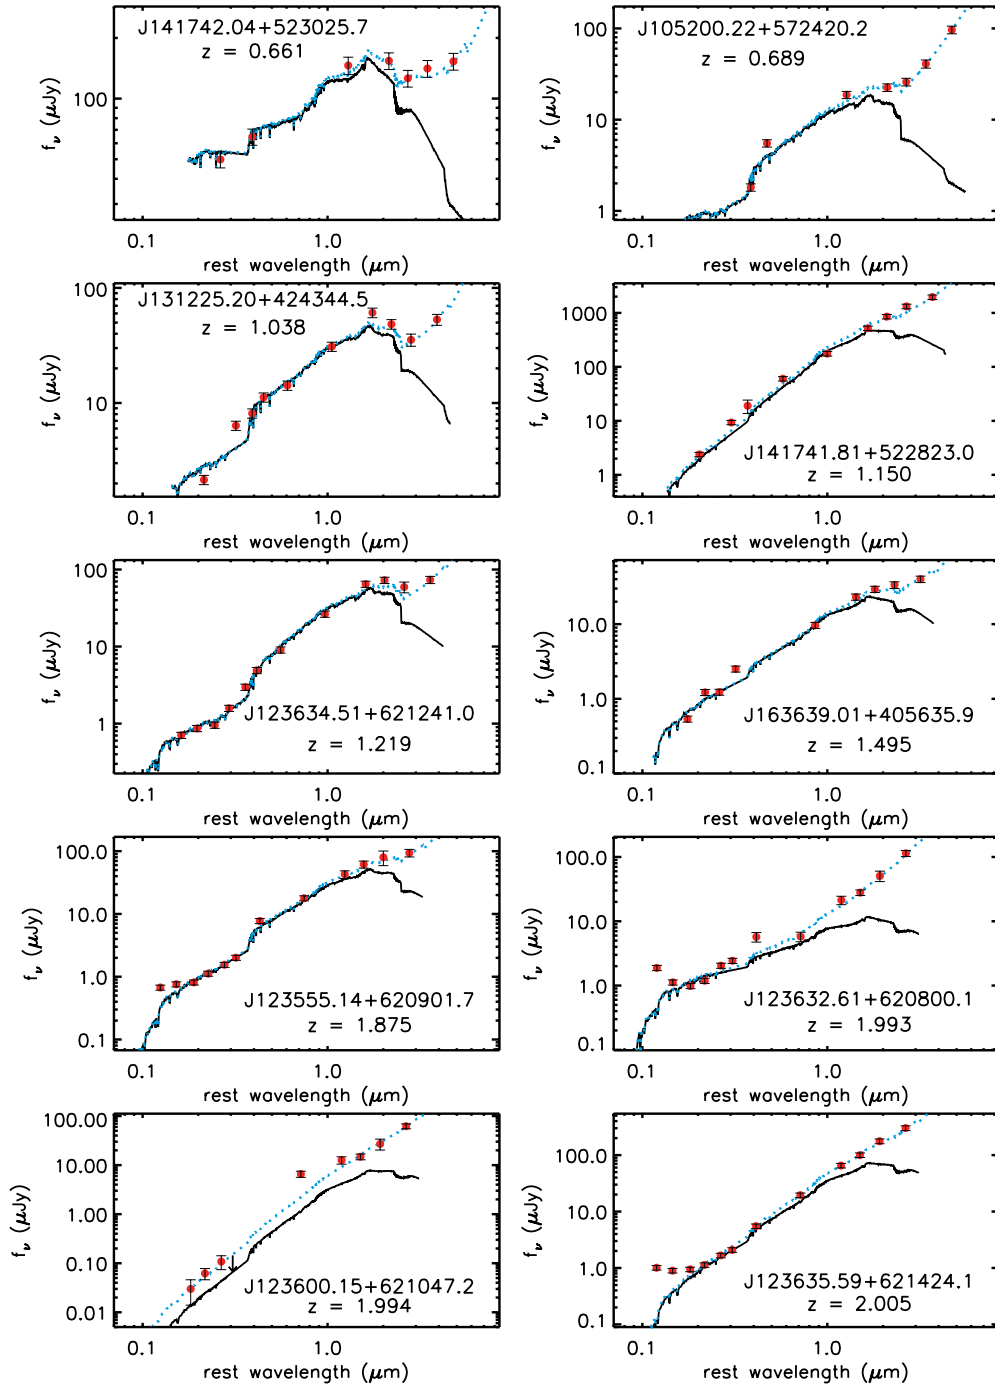 J141742.04+523025.7
z = 0.661
100
fν (μJy)
0.1 1.0
rest wavelength (μm)
J105200.22+572420.2
z = 0.689
100
10
1
fν (μJy)
0.1 1.0
rest wavelength (μm)
J131225.20+424344.5
z = 1.038
100
10
fν (μJy)
0.1 1.0
rest wavelength (μm)
1000
100
10
1
fν (μJy)
J141741.81+522823.0
z = 1.150
0.1 1.0
rest wavelength (μm)
100
10
1
fν (μJy)
J123634.51+621241.0
z = 1.219
0.1 1.0
rest wavelength (μm)
10.0
1.0
0.1
fν (μJy)
J163639.01+405635.9
z = 1.495
0.1 1.0
rest wavelength (μm)
100.0
10.0
1.0
0.1
fν (μJy)
J123555.14+620901.7
z = 1.875
0.1 1.0
rest wavelength (μm)
100.0
10.0
1.0
0.1
fν (μJy)
J123632.61+620800.1
z = 1.993
0.1 1.0
rest wavelength (μm)
100.00
10.00
1.00
0.10
0.01
fν (μJy)
J123600.15+621047.2
z = 1.994
0.1 1.0
rest wavelength (μm)
100.0
10.0
1.0
0.1
fν (μJy)
J123635.59+621424.1
z = 2.005
0.1 1.0
rest wavelength (μm)